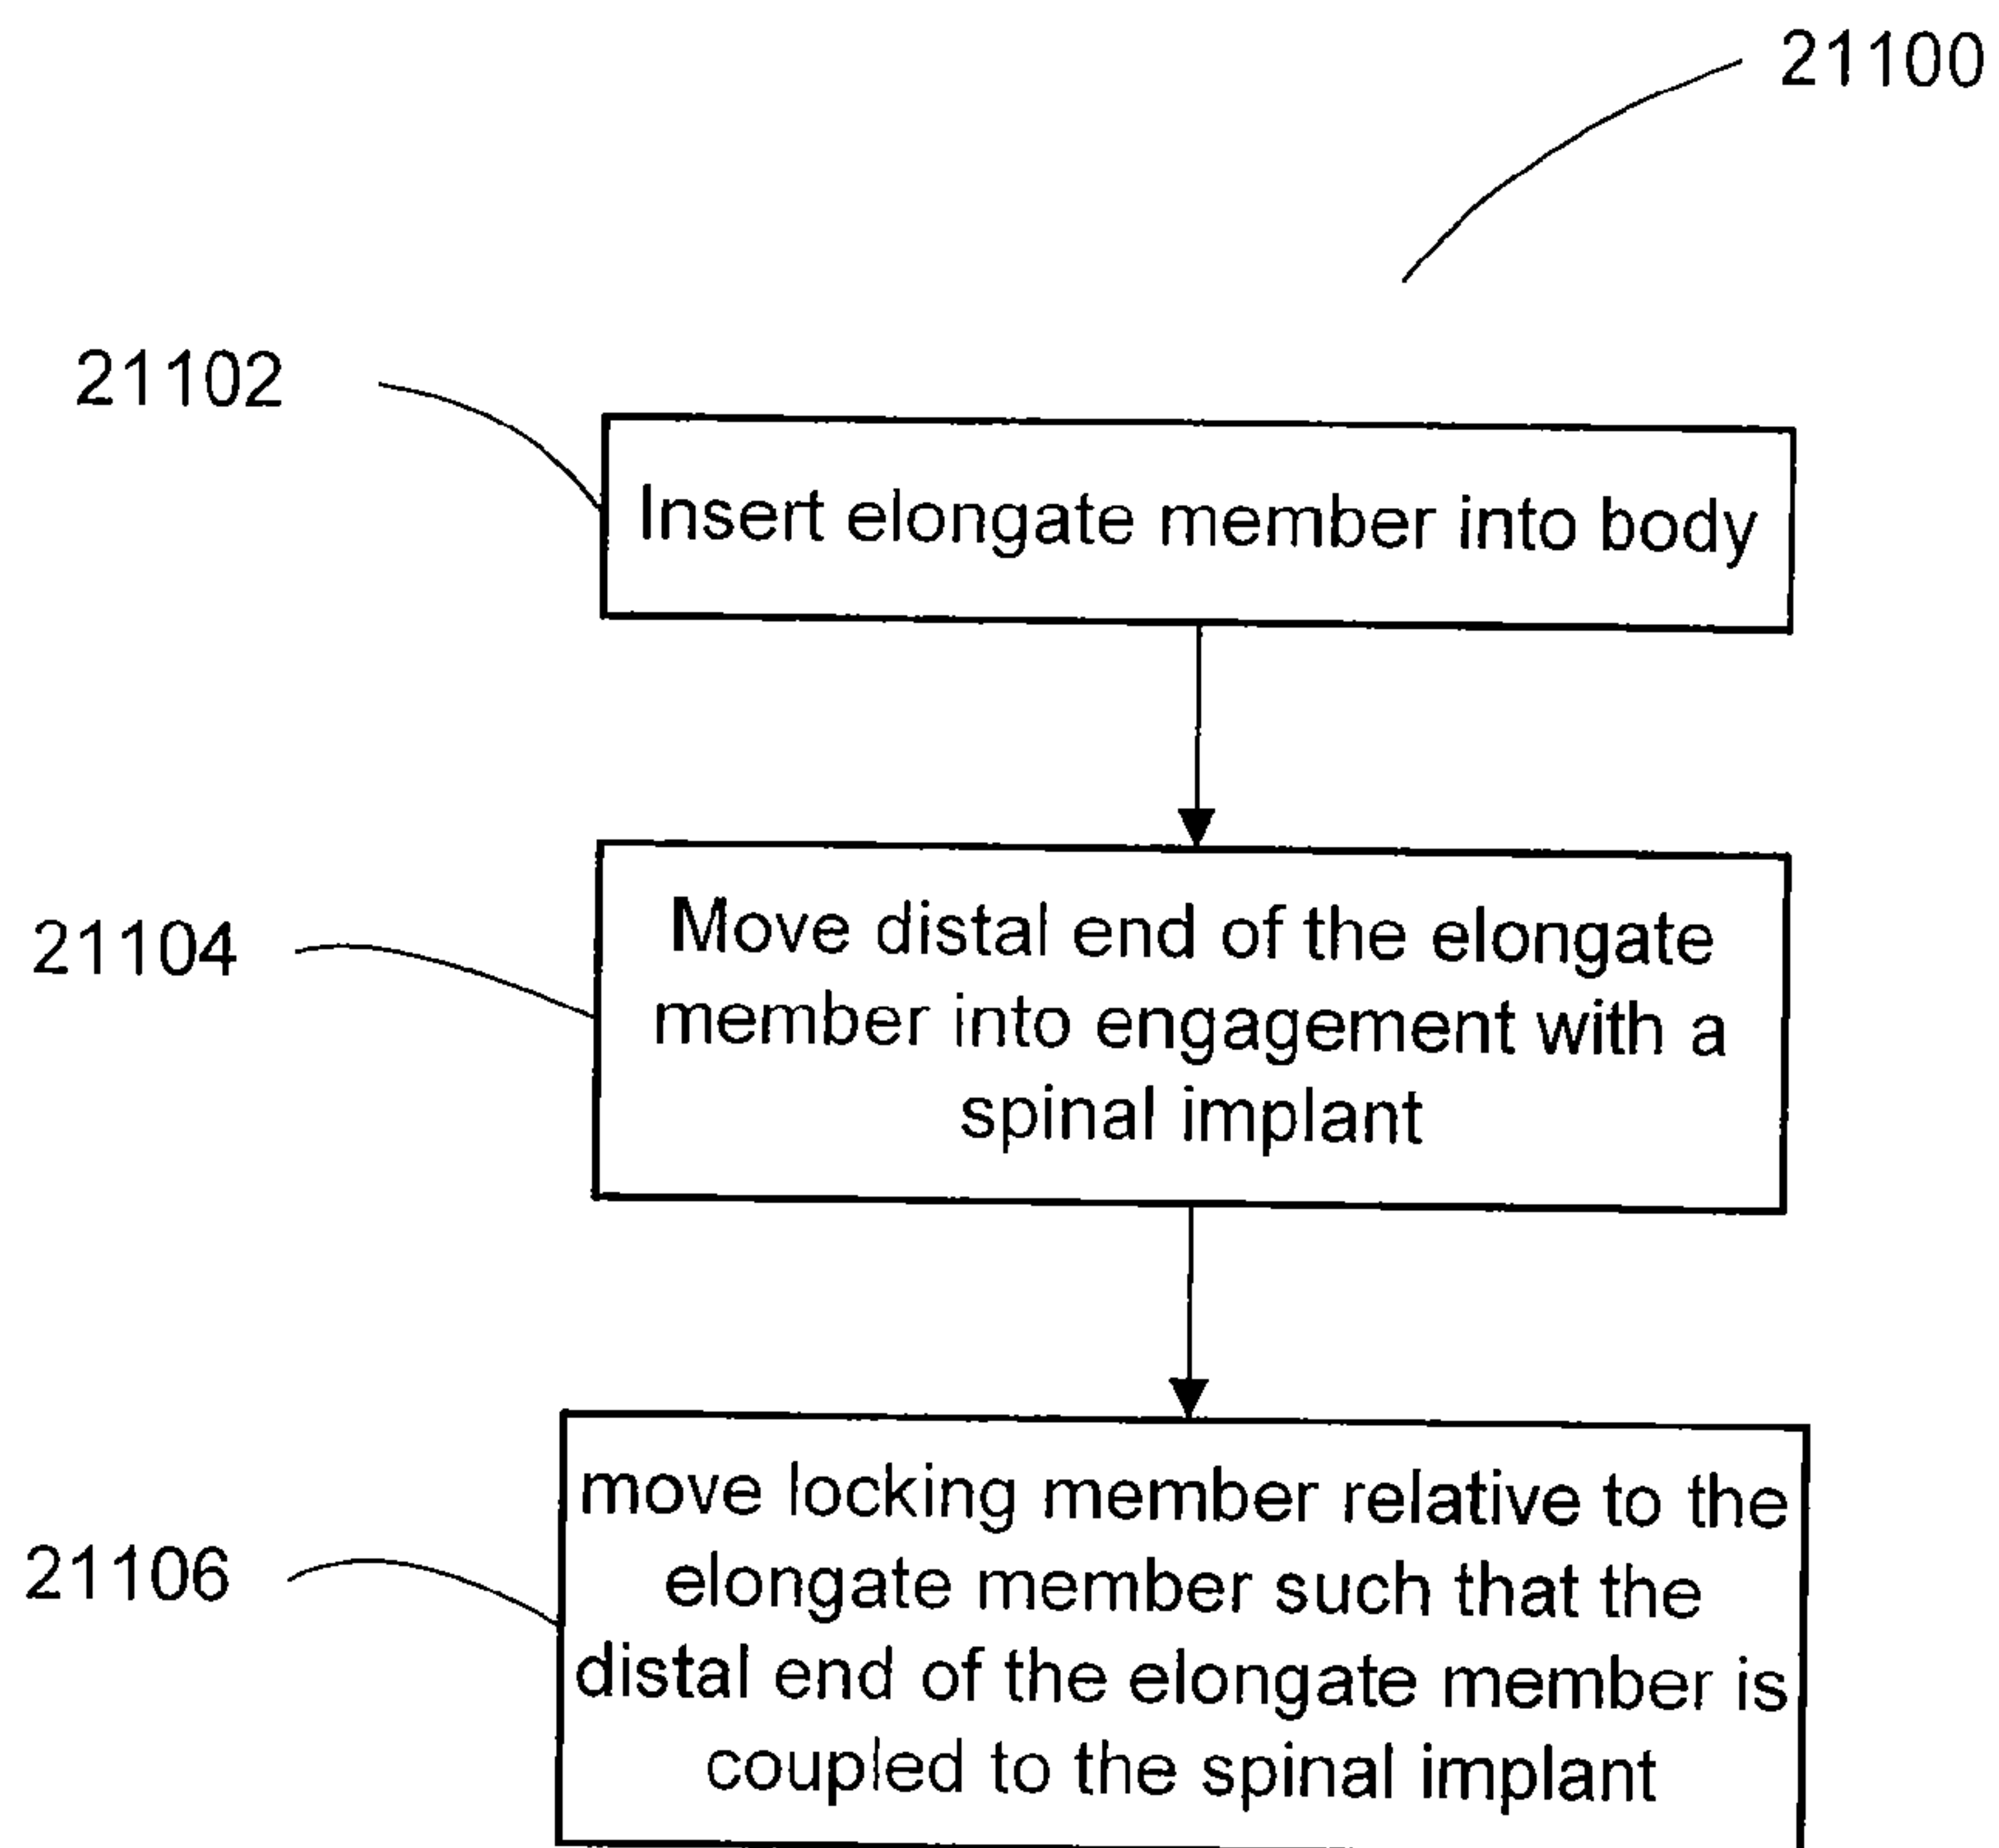 21100
21102
Insert elongate member into body
21104
Move distal end of the elongate
member into engagement with a
spinal implant
21106
move locking member relative to the
elongate member such that the
distal end of the elongate member is
coupled to the spinal implant